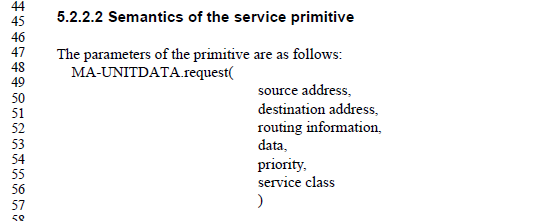 44
45 5.2.2.2 Semantics of the service primitive
46
47 The parameters of the primitive are as follows:
48 MA-UNITDATA.request(
49
50 source address,
51 destination address,
52 routing information,
53 data,
54 priority,
55
56 service class
57 )
58